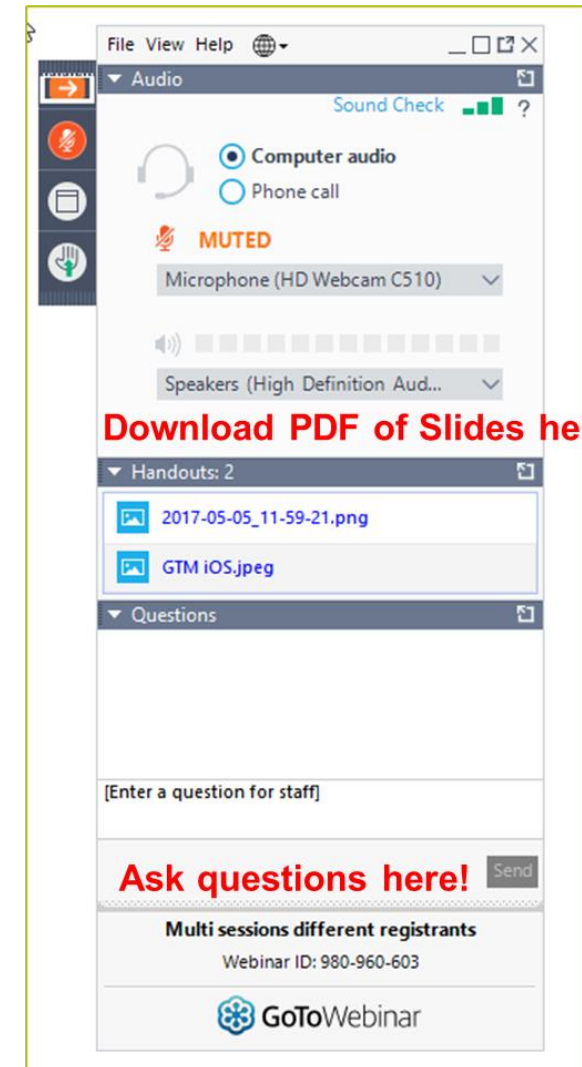 File View Help
Audio
Sound Check ?
Computer audio
Phone call
MUTED
Microphone (HD Webcam C510)
Speakers (High Definition Aud...
Download PDF of Slides he
Handouts: 2
2017-05-05_11-59-21.png
GTM iOS.jpeg
Questions
[Enter a question for staff]
Ask questions here! Send
Multi sessions different registrants
Webinar ID: 980-960-603
GoToWebinar